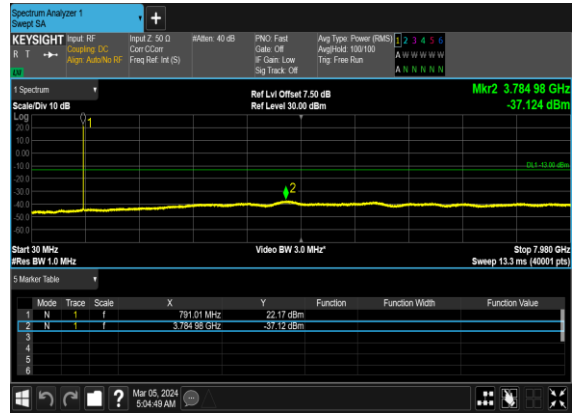 Spectrum Analyzer 1
Swept SA
+
KEYSIGHT Input: RF
R T
Coupling: DC
Align: Auto/No RF
Input Z: 50 Ω
Corr CCorr
Freq Ref: Int (S)
#Atten: 40 dB
PNO: Fast
Gate: Off
IF Gain: Low
Sig Track: Off
Avg Type: Power (RMS)
Avg|Hold: 100/100
Trig: Free Run
1 2 3 4 5 6
A W W W W W
A N N N N N
1 Spectrum
Scale/Div 10 dB
Ref Lvl Offset 7.50 dB
Ref Level 30.00 dBm
Mkr2 3.784 98 GHz
-37.124 dBm
Log
20.0
10.0
0.00
-10.0
-20.0
-30.0
-40.0
-50.0
-60.0
1
2
DL1 -13.00 dBm
Start 30 MHz
#Res BW 1.0 MHz
Video BW 3.0 MHz*
Stop 7.980 GHz
Sweep 13.3 ms (40001 pts)
5 Marker Table
Mode Trace Scale X Y Function Function Width Function Value
1 N 1 f 791.01 MHz 22.17 dBm
2 N 1 f 3.784 98 GHz -37.12 dBm
3
4
5
6
?
Mar 05, 2024
5:04:49 AM